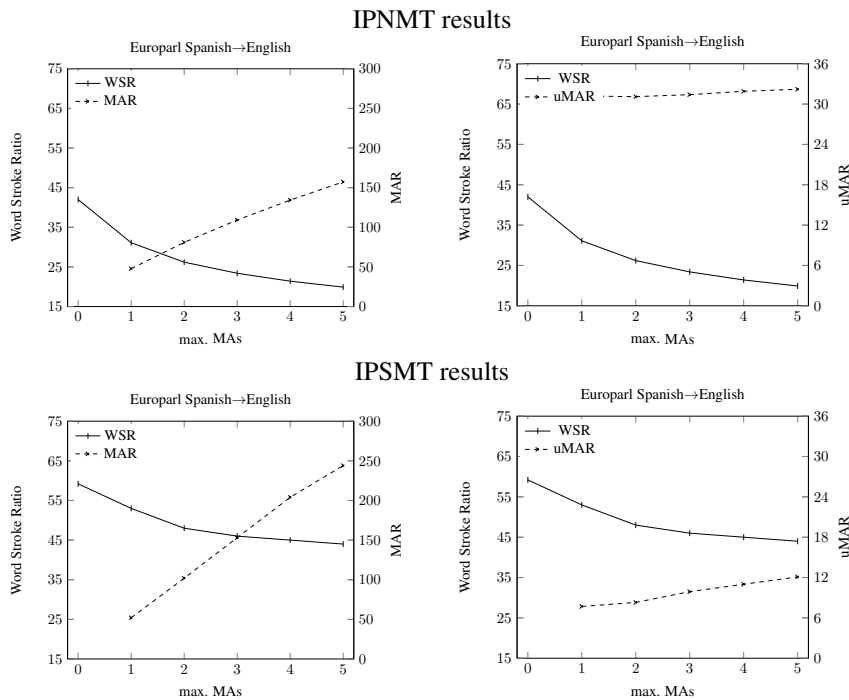 IPNMT results
Europarl Spanish→English
75
65
55
45
35
25
15
300
250
200
150
100
50
0
WSR
MAR
Word Stroke Ratio
MAR
0 1 2 3 4 5
max. MAs
Europarl Spanish→English
75
65
55
45
35
25
15
36
32
24
18
12
6
0
WSR
uMAR
Word Stroke Ratio
uMAR
0 1 2 3 4 5
max. MAs
IPSMT results
Europarl Spanish→English
75
65
55
45
35
25
15
300
250
200
150
100
50
0
WSR
MAR
Word Stroke Ratio
MAR
0 1 2 3 4 5
max. MAs
Europarl Spanish→English
75
65
55
45
35
25
15
36
30
24
18
12
6
0
WSR
uMAR
Word Stroke Ratio
uMAR
0 1 2 3 4 5
max. MAs